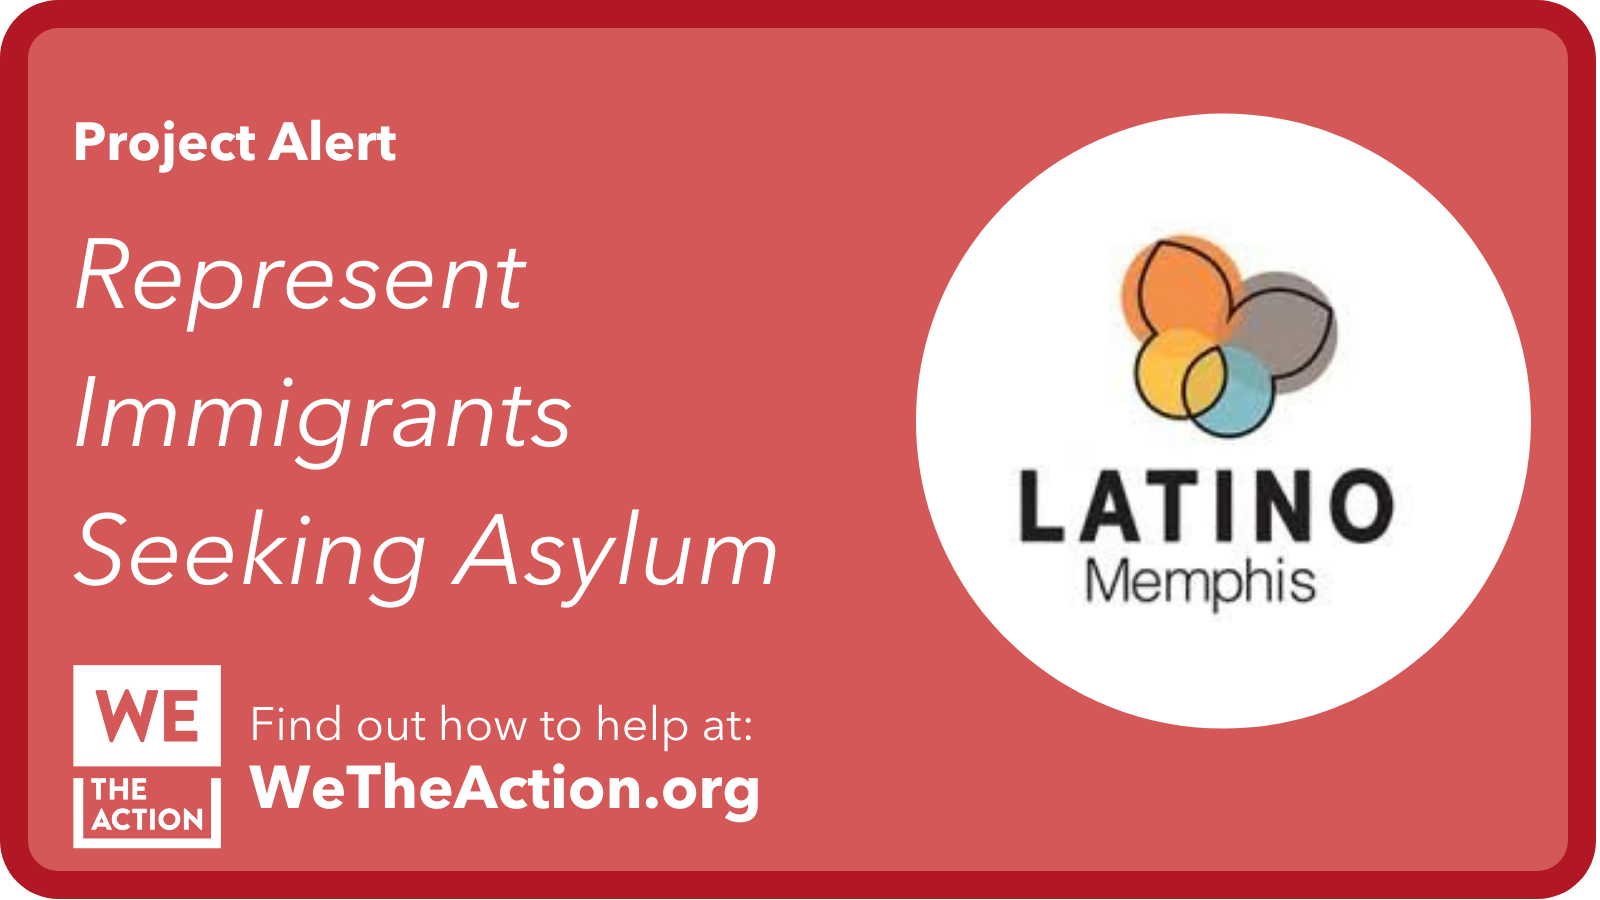 Project Alert
Represent
Immigrants
Seeking Asylum
WE
THE
ACTION
Find out how to help at:
WeTheAction.org
LATINO
Memphis